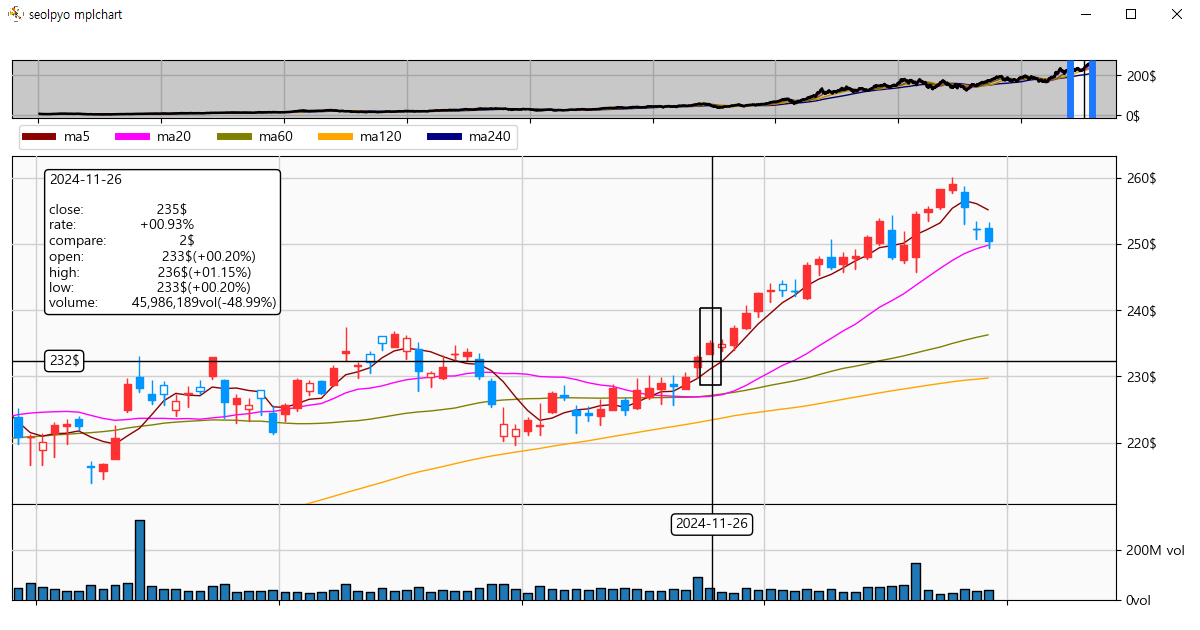 seolpyo mplchart
200$
0$
ma5 ma20 ma60 ma120 ma240
2024-11-26
close: 235$
rate: +00.93%
compare: 2$
open: 233$(+00.20%)
high: 236$(+01.15%)
low: 233$(+00.20%)
volume: 45,986,189vol(-48.99%)
260$
250$
240$
232$
230$
220$
2024-11-26
200M vol
0vol